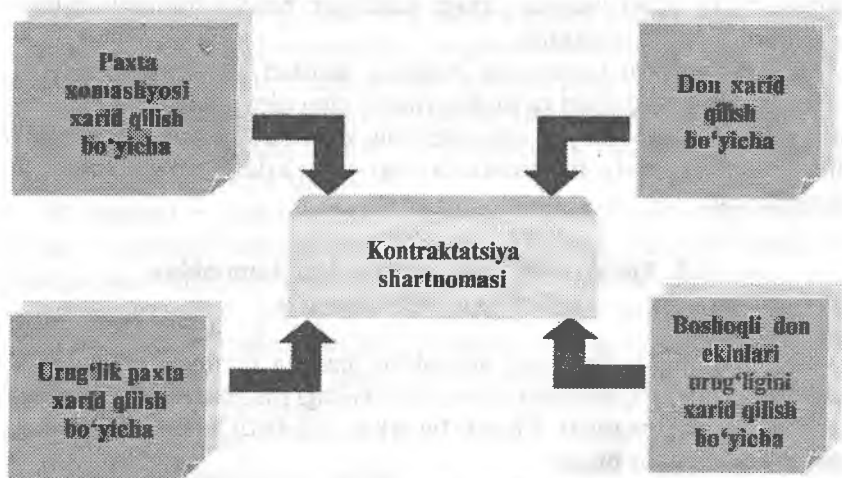 Paxta
xomashyosi
xarid qilish
bo‘yicha
Don xarid
qilish
bo‘yicha
Kontraktatsiya
shartnomasi
Urug‘lik paxta
xarid qilish
bo‘yicha
Boshoqli don
ekinlari
urug‘ligini
xarid qilish
bo‘yicha